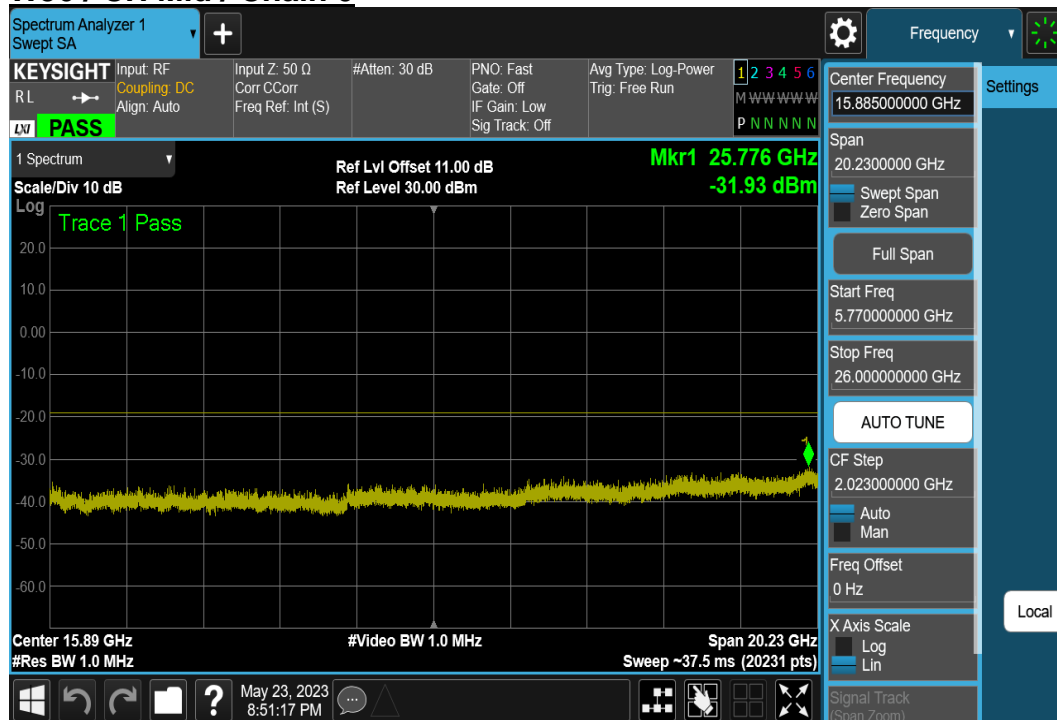 Spectrum Analyzer 1
Swept SA
Frequency
KEYSIGHT
R L
LXI
PASS
Input: RF
Coupling: DC
Align: Auto
Input Z: 50 Ω
Corr CCorr
Freq Ref: Int (S)
#Atten: 30 dB
PNO: Fast
Gate: Off
IF Gain: Low
Sig Track: Off
Avg Type: Log-Power
Trig: Free Run
1 2 3 4 5 6
M W W W W W
P N N N N N
1 Spectrum
Scale/Div 10 dB
Ref Lvl Offset 11.00 dB
Ref Level 30.00 dBm
Mkr1 25.776 GHz
-31.93 dBm
Log
Trace 1 Pass
20.0
10.0
0.00
-10.0
-20.0
-30.0
-40.0
-50.0
-60.0
1
Center 15.89 GHz
#Res BW 1.0 MHz
#Video BW 1.0 MHz
Span 20.23 GHz
Sweep ~37.5 ms (20231 pts)
?
May 23, 2023
8:51:17 PM
Center Frequency
15.885000000 GHz
Span
20.2300000 GHz
Swept Span
Zero Span
Full Span
Start Freq
5.770000000 GHz
Stop Freq
26.000000000 GHz
AUTO TUNE
CF Step
2.023000000 GHz
Auto
Man
Freq Offset
0 Hz
X Axis Scale
Log
Lin
Signal Track
(Span Zoom)
Settings
Local